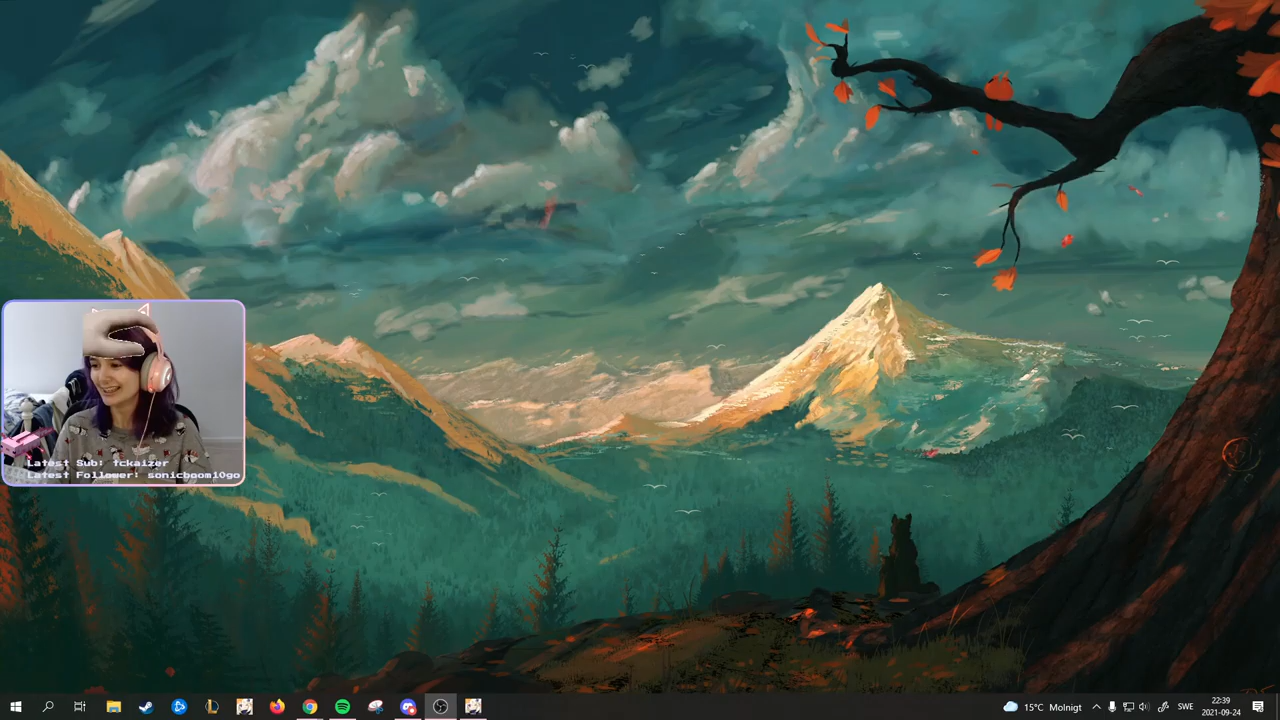 Latest Sub: fckaizer
Latest Follower: sonicboom10go
15°C Molnigt
SWE
22:39
2021-09-24